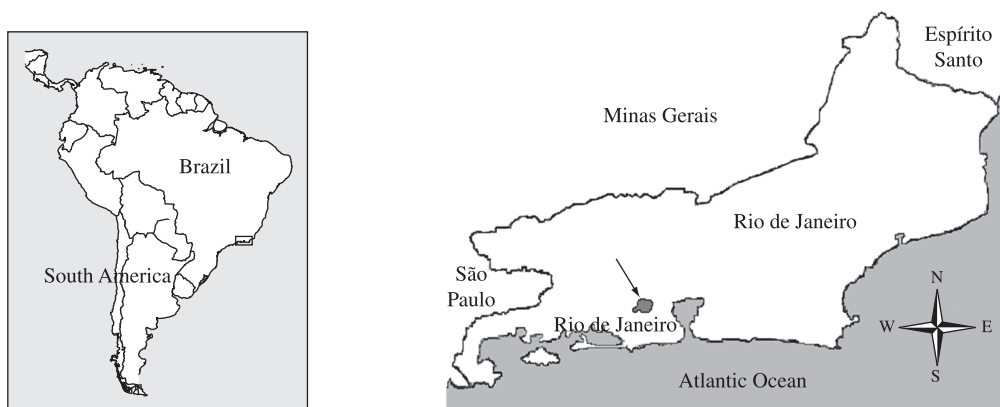 Brazil
South America
Espírito
Santo
Minas Gerais
Rio de Janeiro
São
Paulo
Rio de Janeiro
Atlantic Ocean
N
W
E
S